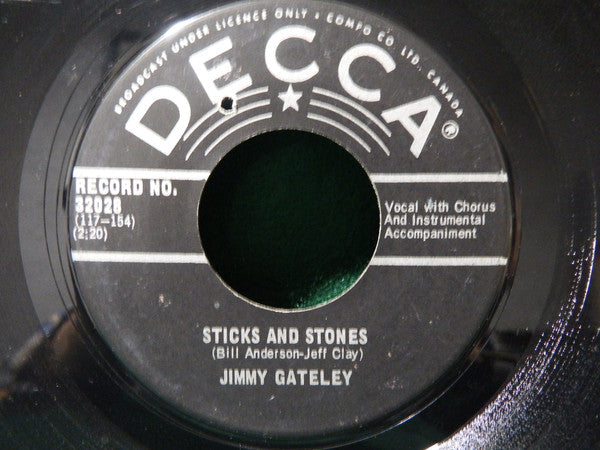 BROADCAST UNDER LICENCE ONLY • COMPO CO. LTD. CANADA
DECCA®
RECORD NO.
32028
(117-154)
(2:20)
Vocal with Chorus
And Instrumental
Accompaniment
STICKS AND STONES
(Bill Anderson-Jeff Clay)
JIMMY GATELEY